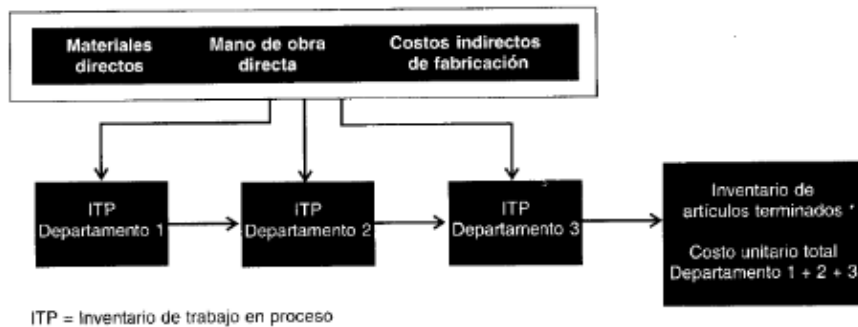 Materiales
directos
Mano de obra
directa
Costos indirectos
de fabricación
ITP
Departamento 1
ITP
Departamento 2
ITP
Departamento 3
Inventario de
artículos terminados
Costo unitario total
Departamento 1 + 2 + 3
ITP = Inventario de trabajo en proceso